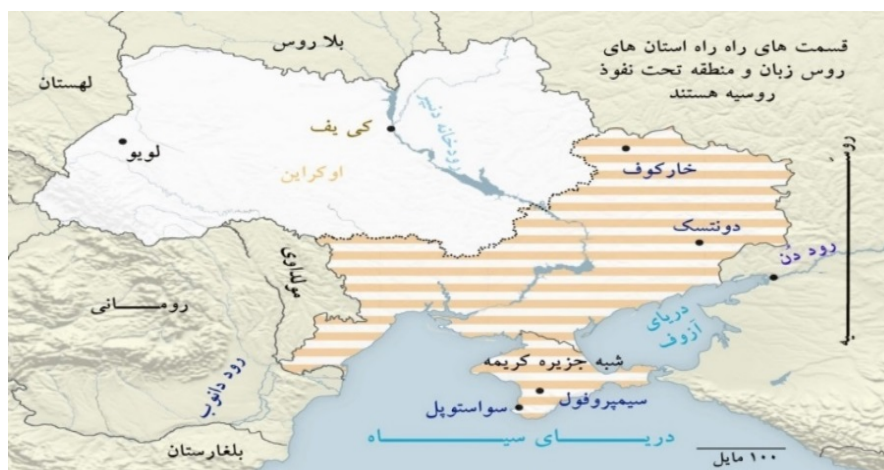 بلا روس
قسمت های راه راه استان های
روس زبان و منطقه تحت نفوذ
روسیه هستند
لهستان
روسیه
کی یف
رودخانه دنیپر
لویو
اوکراین
خارکوف
دونتسک
رود دُن
مولداوی
رومانی
دریای
آزوف
شبه جزیره کریمه
رود دانوب
سیمپروفول
سواستوپل
دریای سیاه
بلغارستان
۱۰۰ مایل